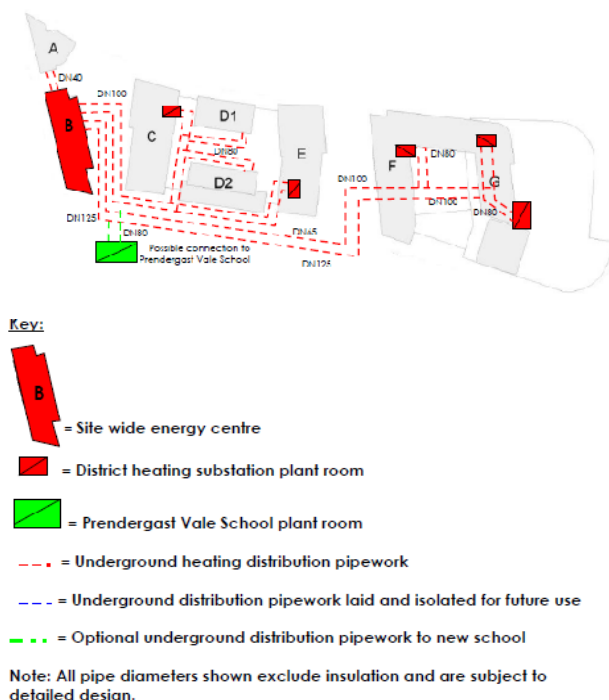 A
DN40
DN100
B
C
D1
DN80
D2
E
F
DN80
G
DN100
DN100
DN80
DN125
DN80
DN65
DN125
Possible connection to
Prendergast Vale School
Key:
B
= Site wide energy centre
= District heating substation plant room
= Prendergast Vale School plant room
= Underground heating distribution pipework
= Underground distribution pipework laid and isolated for future use
= Optional underground distribution pipework to new school
Note: All pipe diameters shown exclude insulation and are subject to
detailed design.